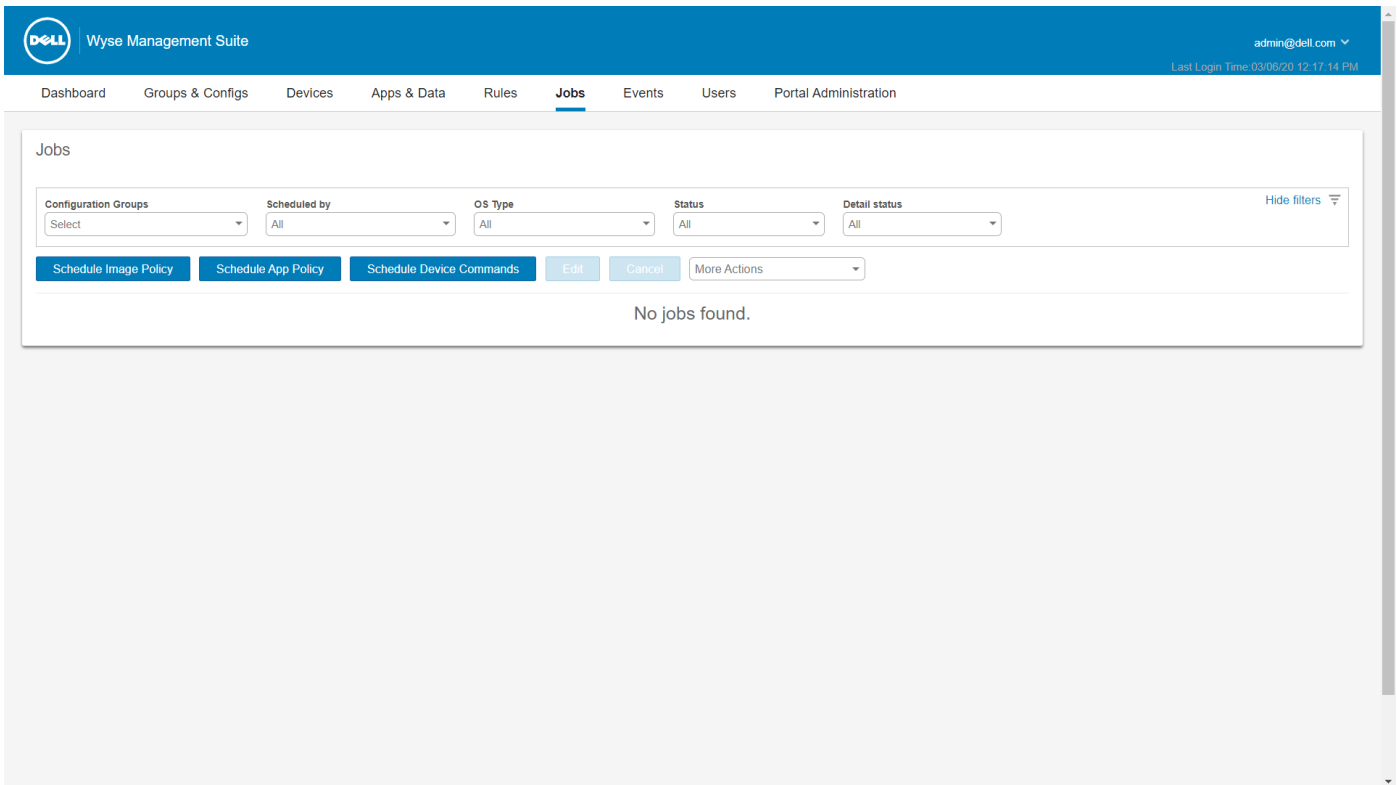 DELL
Wyse Management Suite
admin@dell.com
Last Login Time:03/06/20 12:17:14 PM
Dashboard Groups & Configs Devices Apps & Data Rules Jobs Events Users Portal Administration
Jobs
Hide filters
Configuration Groups Scheduled by OS Type Status Detail status
Select All All All All
Schedule Image Policy Schedule App Policy Schedule Device Commands Edit Cancel More Actions
No jobs found.